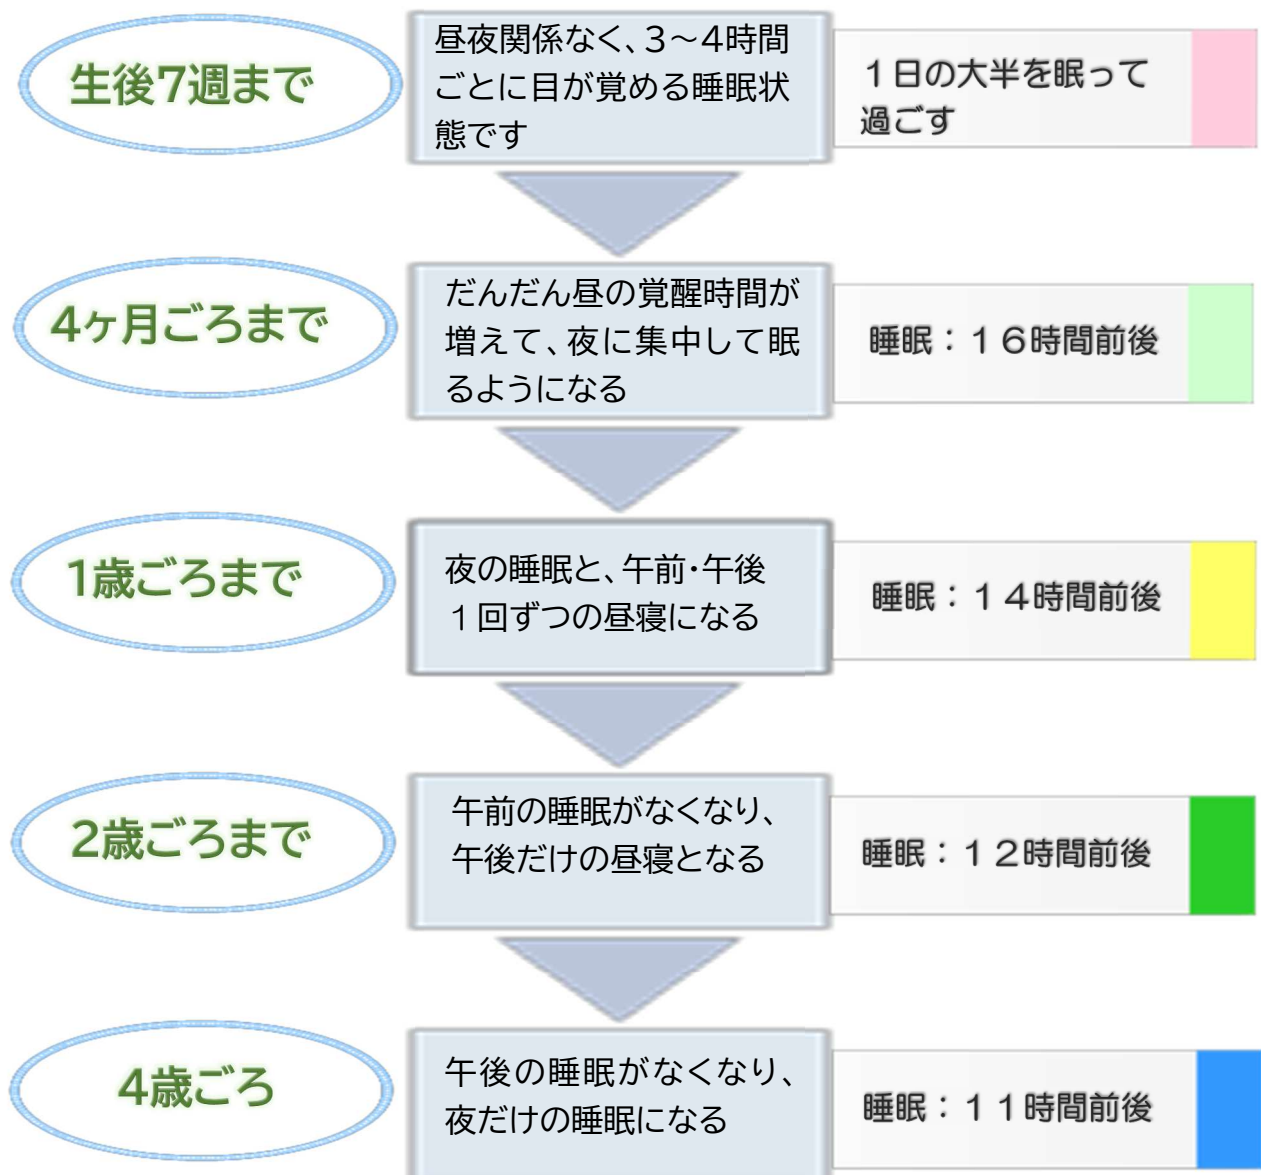 生後7週まで
昼夜関係なく、3～4時間
ごとに目が覚める睡眠状
態です
１日の大半を眠って
過ごす
4ヶ月ごろまで
だんだん昼の覚醒時間が
増えて、夜に集中して眠
るようになる
睡眠：１６時間前後
1歳ごろまで
夜の睡眠と、午前・午後
１回ずつの昼寝になる
睡眠：１４時間前後
2歳ごろまで
午前の睡眠がなくなり、
午後だけの昼寝となる
睡眠：１２時間前後
4歳ごろ
午後の睡眠がなくなり、
夜だけの睡眠になる
睡眠：１１時間前後